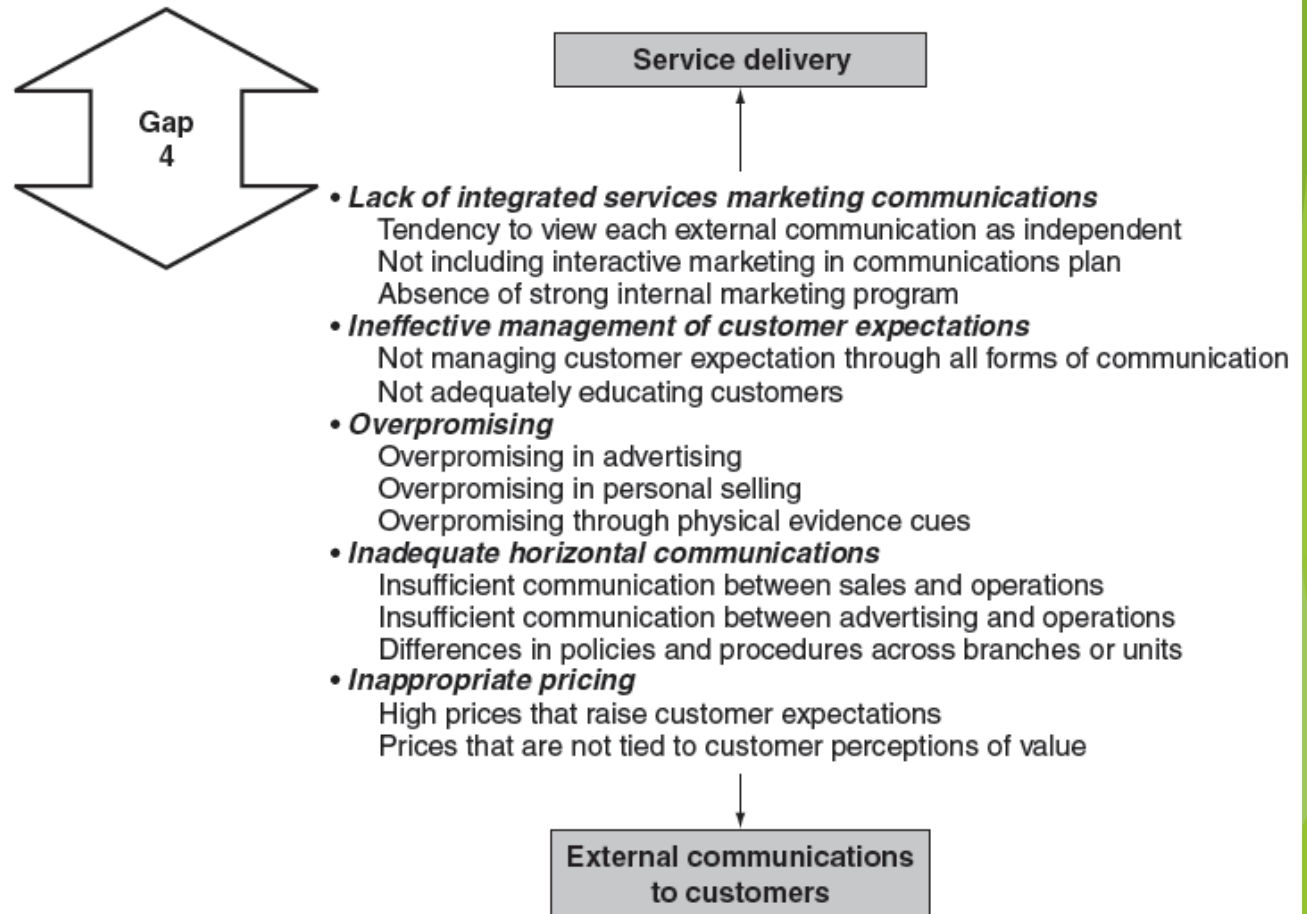 Gap
4
Service delivery
• Lack of integrated services marketing communications
Tendency to view each external communication as independent
Not including interactive marketing in communications plan
Absence of strong internal marketing program
• Ineffective management of customer expectations
Not managing customer expectation through all forms of communication
Not adequately educating customers
• Overpromising
Overpromising in advertising
Overpromising in personal selling
Overpromising through physical evidence cues
• Inadequate horizontal communications
Insufficient communication between sales and operations
Insufficient communication between advertising and operations
Differences in policies and procedures across branches or units
• Inappropriate pricing
High prices that raise customer expectations
Prices that are not tied to customer perceptions of value
External communications
to customers